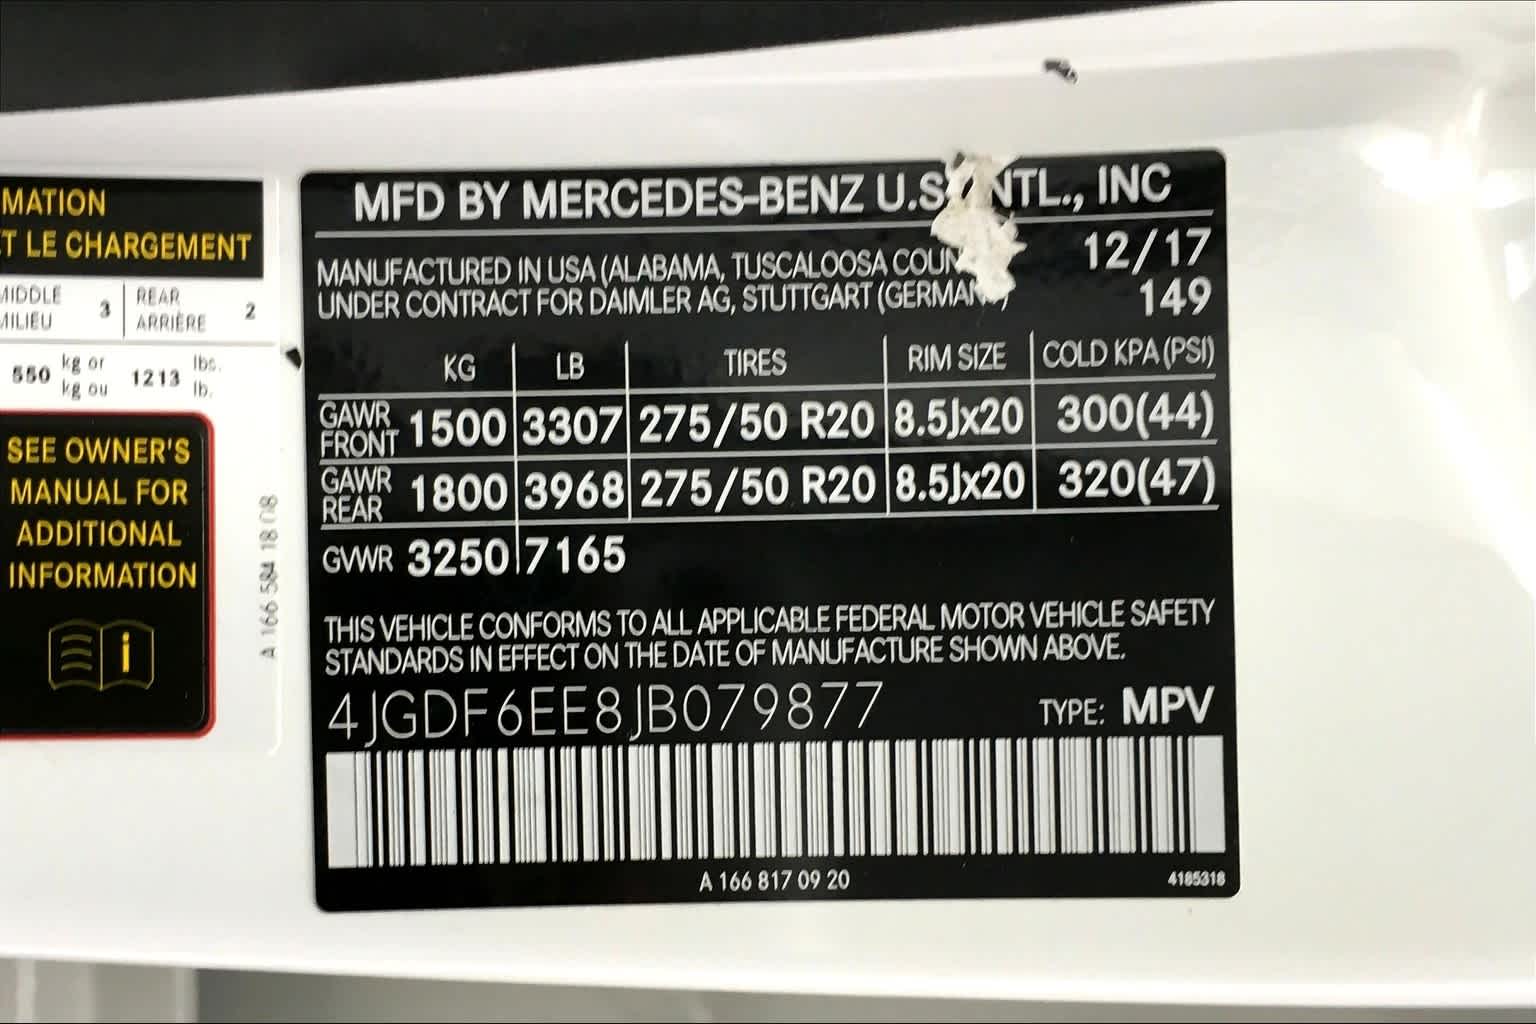 MATION
T LE CHARGEMENT
MIDDLE
MILIEU
3
REAR
ARRIÈRE
2
550
kg or
kg ou
1213
lbs.
lb.
SEE OWNER'S
MANUAL FOR
ADDITIONAL
INFORMATION
i
A 166 584 18 08
MFD BY MERCEDES-BENZ U.S. INTL., INC
MANUFACTURED IN USA (ALABAMA, TUSCALOOSA COUN
12/17
UNDER CONTRACT FOR DAIMLER AG, STUTTGART (GERMANY)
149
KG LB TIRES RIM SIZE COLD KPA (PSI)
GAWR FRONT 1500 3307 275/50 R20 8.5Jx20 300(44)
GAWR REAR 1800 3968 275/50 R20 8.5Jx20 320(47)
GVWR 3250 7165
THIS VEHICLE CONFORMS TO ALL APPLICABLE FEDERAL MOTOR VEHICLE SAFETY
STANDARDS IN EFFECT ON THE DATE OF MANUFACTURE SHOWN ABOVE.
4JGDF6EE8JB079877 TYPE: MPV
A 166 817 09 20
4185318